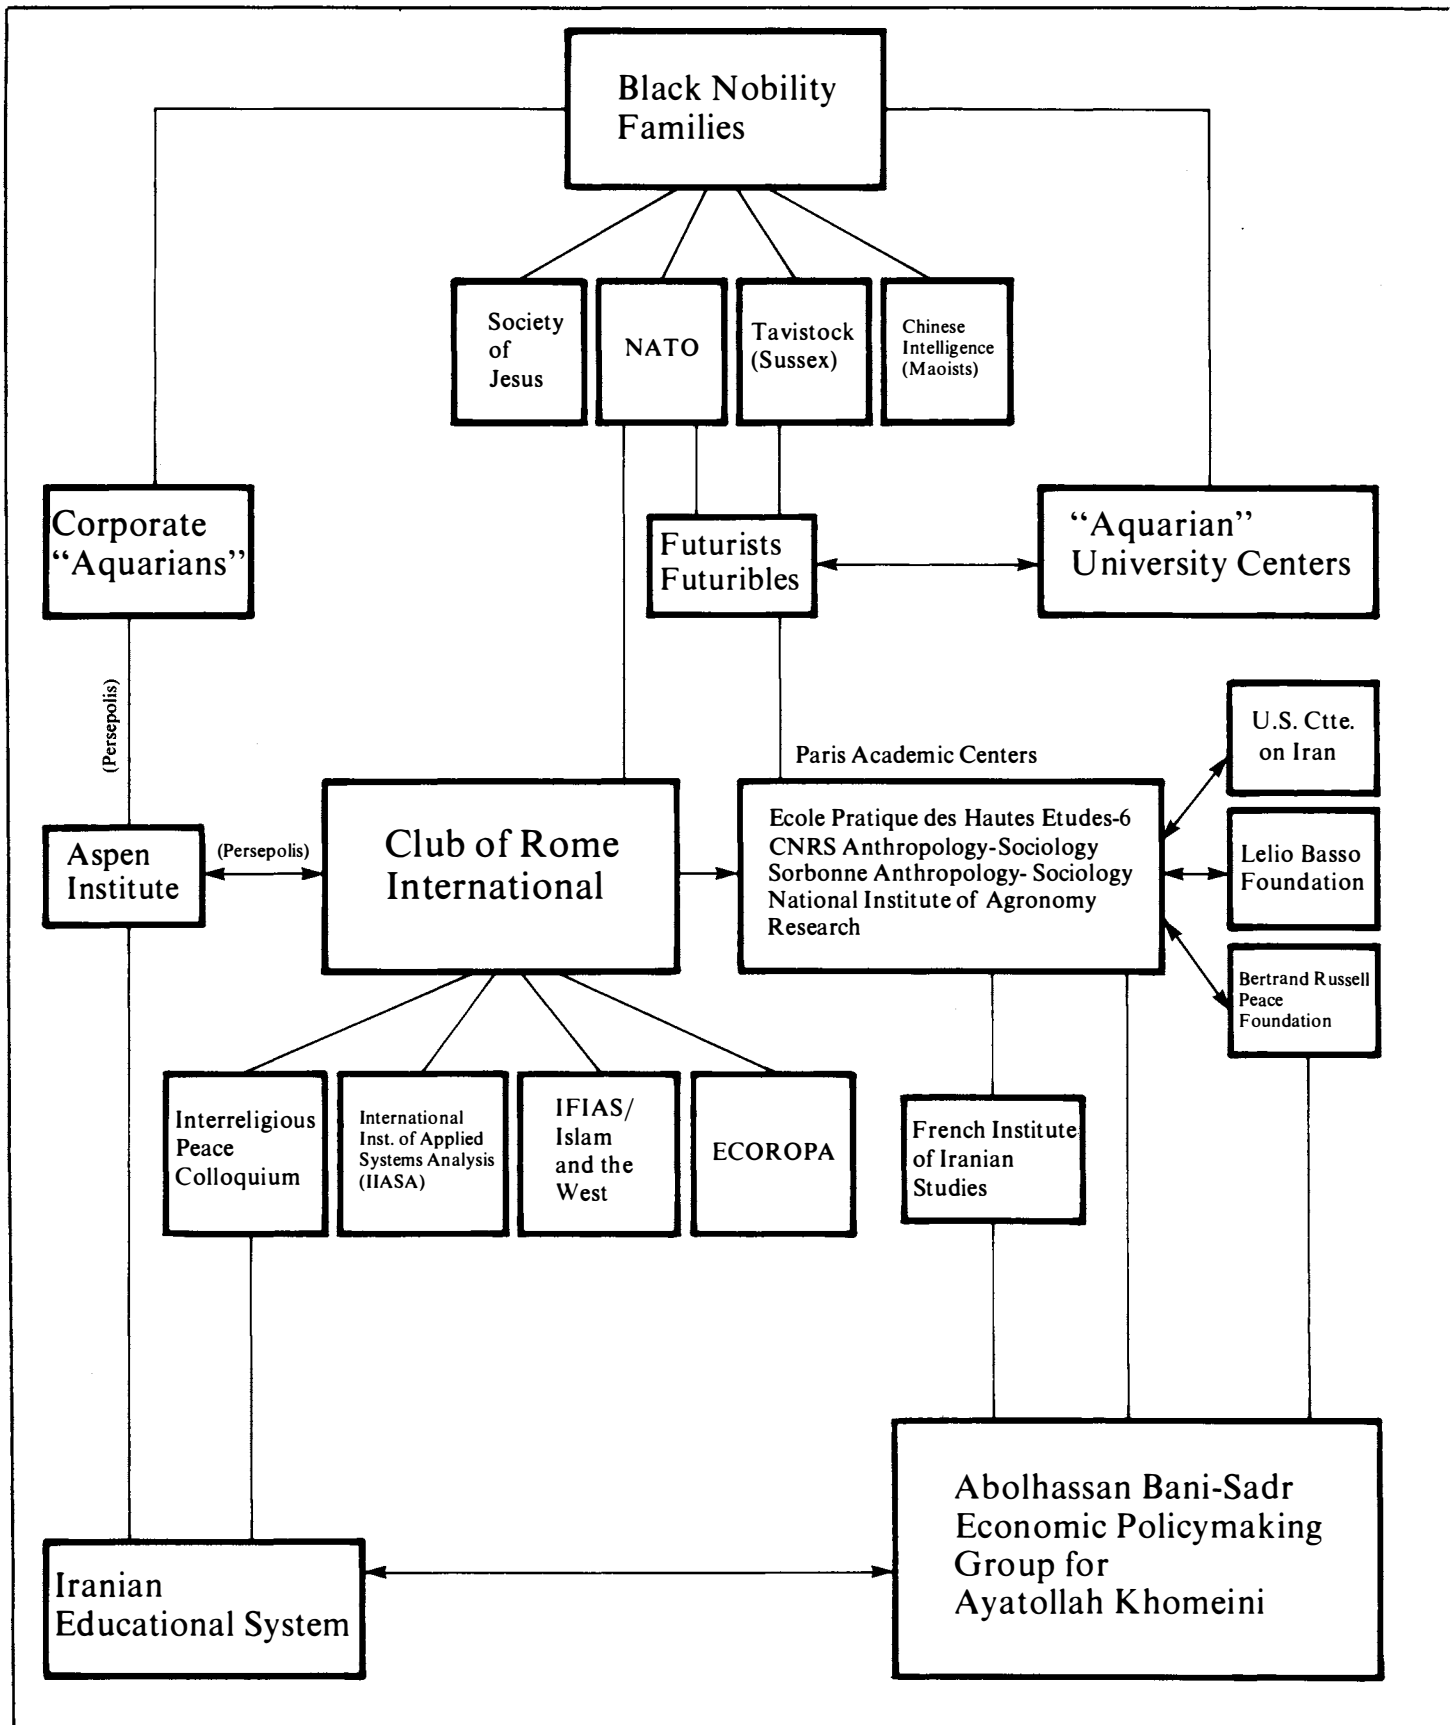 Black Nobility
Families
Society
of
Jesus
NATO
Tavistock
(Sussex)
Chinese
Intelligence
(Maoists)
Corporate
“Aquarians”
Futurists
Futuribles
“Aquarian”
University Centers
(Persepolis)
U.S. Ctte.
on Iran
Paris Academic Centers
Aspen
Institute
(Persepolis)
Club of Rome
International
Ecole Pratique des Hautes Etudes-6
CNRS Anthropology-Sociology
Sorbonne Anthropology- Sociology
National Institute of Agronomy
Research
Lelio Basso
Foundation
Bertrand Russell
Peace
Foundation
Interreligious
Peace
Colloquium
International
Inst. of Applied
Systems Analysis
(IIASA)
IFIAS/
Islam
and the
West
ECOROPA
French Institute
of Iranian
Studies
Iranian
Educational System
Abolhassan Bani-Sadr
Economic Policymaking
Group for
Ayatollah Khomeini